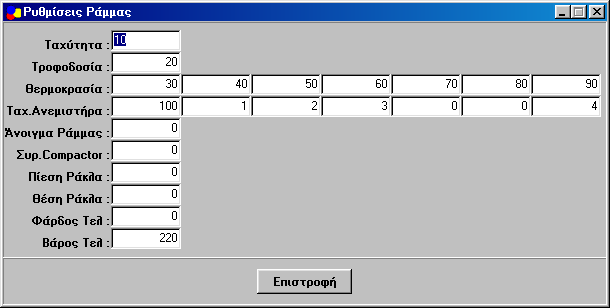 Ρυθμίσεις Ράμμας
Ταχύτητα : 10
Τροφοδοσία : 20
Θερμοκρασία : 30 40 50 60 70 80 90
Ταχ.Ανεμιστήρα : 100 1 2 3 0 0 4
Άνοιγμα Ράμμας : 0
Συρ.Compactor : 0
Πίεση Ράκλα : 0
Θέση Ράκλα : 0
Φάρδος Τελ : 0
Βάρος Τελ : 220
Επιστροφή